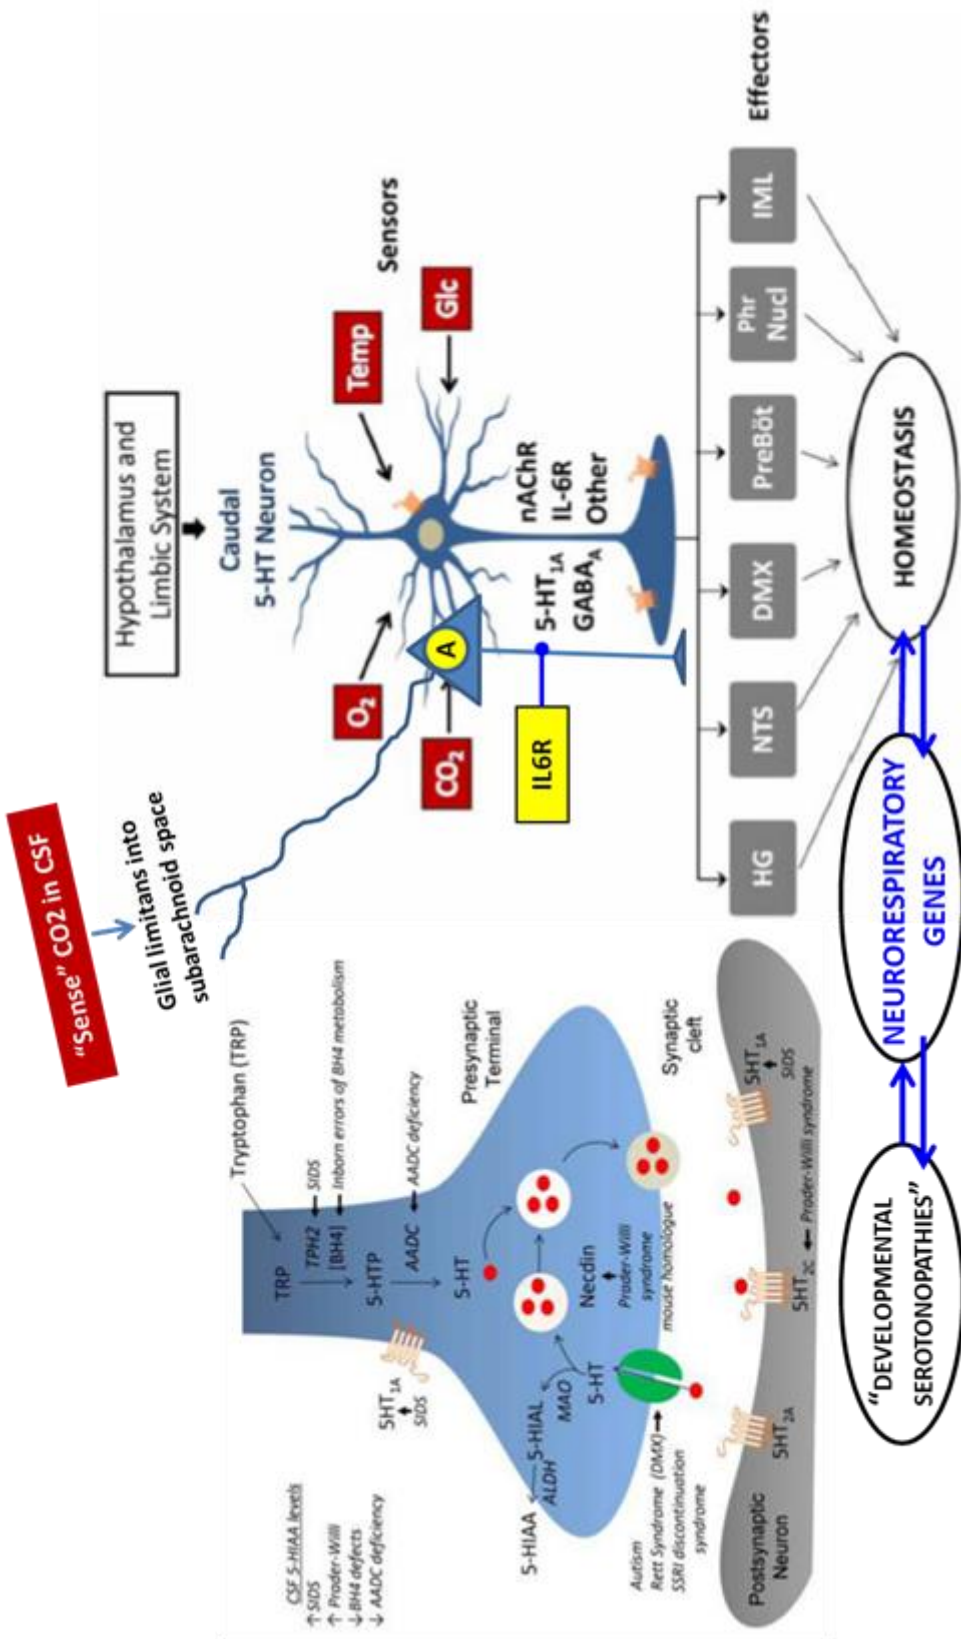 CSF 5-HIAA levels
↑ SIDS
↑ Prader-Willi
↓ BH4 defects
↓ AADC deficiency
Tryptophan (TRP)
TRP
TPH2
SIDS
[BH4]
Inborn errors of BH4 metabolism
5-HTP
AADC
AADC deficiency
5-HT
5HT1A
SIDS
Presynaptic
Terminal
5-HIAA
ALDH
5-HIAL
MAO
5-HT
Necdin
Prader-Willi
syndrome
mouse homologue
Autism
Rett Syndrome (DMX)
SSRI discontinuation
syndrome
Synaptic
cleft
5HT2A
5HT2C
Prader-Willi syndrome
5HT1A
SIDS
Postsynaptic
Neuron
"Sense" CO2 in CSF
Glial limitans into
subarachnoid space
Hypothalamus and
Limbic System
Caudal
5-HT Neuron
O2
CO2
Temp
Glc
Sensors
A
IL6R
5-HT1A
GABAA
nAChR
IL-6R
Other
HG
NTS
DMX
PreBöt
Phr
Nucl
IML
Effectors
"DEVELOPMENTAL
SEROTONOPATHIES"
NEURORESPIRATORY
GENES
HOMEOSTASIS